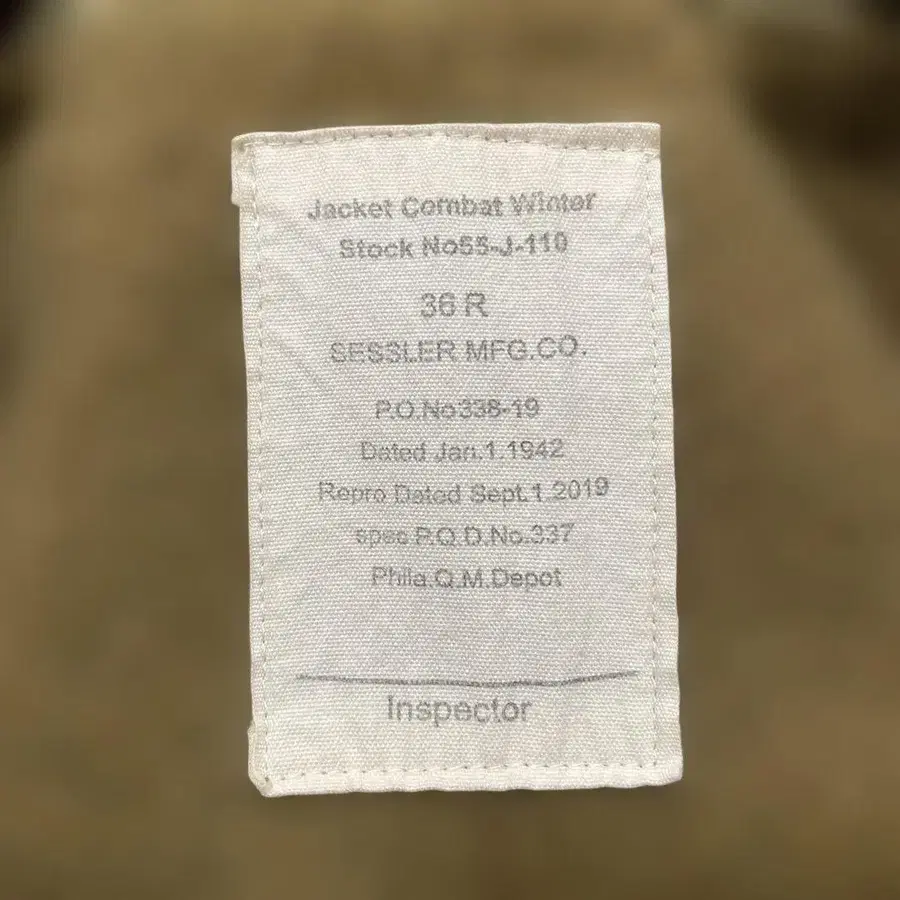 Jacket Combat Winter
Stock No55-J-110
36 R
SESSLER MFG.CO.
P.O.No338-19
Dated Jan.1.1942
Repro Dated Sept.1.2019
spec P.Q.D.No.337
Phila.Q.M.Depot
Inspector